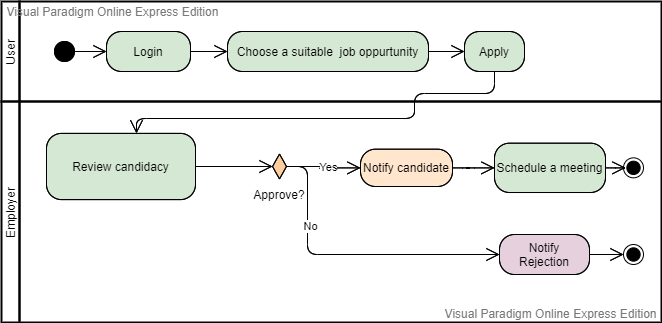 Visual Paradigm Online Express Edition
User
Login
Choose a suitable job oppurtunity
Apply
Employer
Review candidacy
Approve?
Yes
Notify candidate
Schedule a meeting
No
Notify
Rejection
Visual Paradigm Online Express Edition